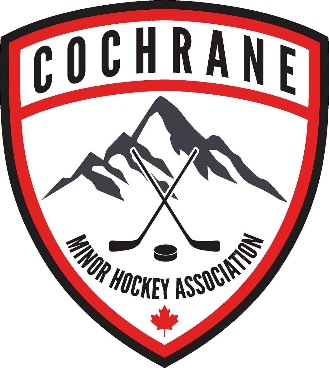 COCHRANE
MINOR HOCKEY ASSOCIATION